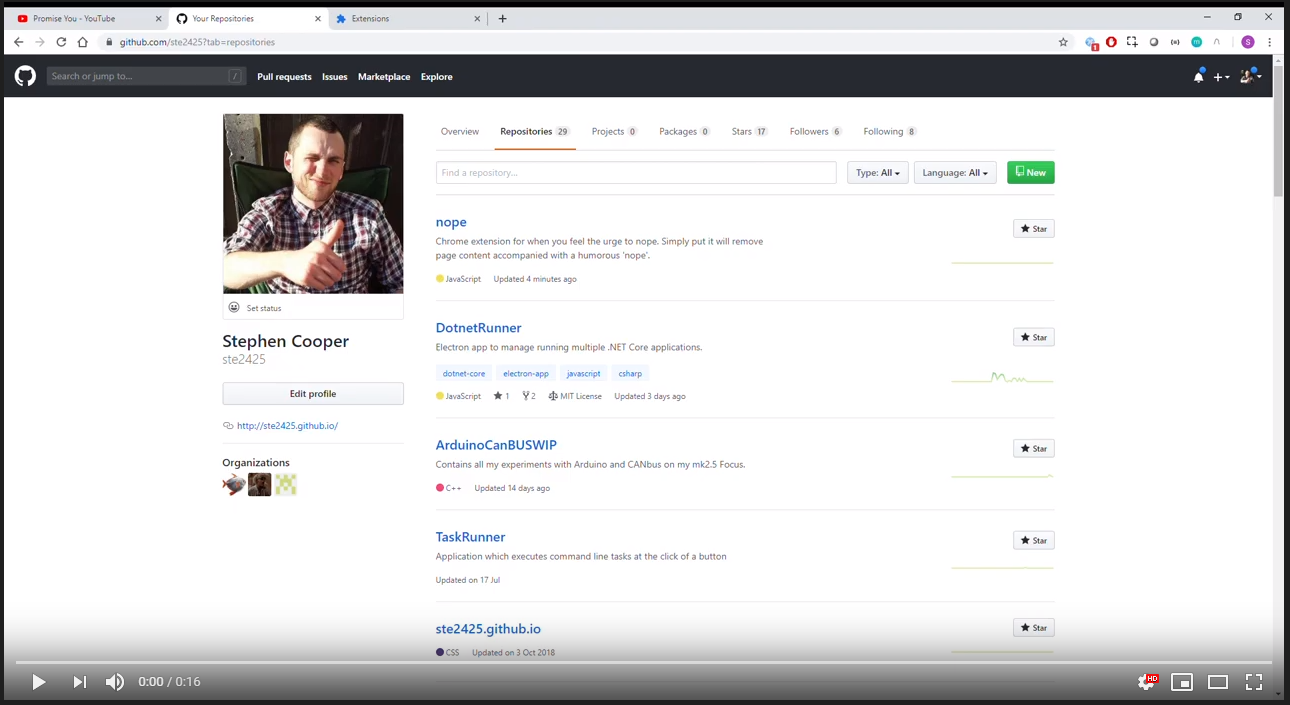 Promise You - YouTube
Your Repositories
Extensions
github.com/ste2425?tab=repositories
1
m
S
Search or jump to...
/
Pull requests
Issues
Marketplace
Explore
Overview
Repositories 29
Projects 0
Packages 0
Stars 17
Followers 6
Following 8
Find a repository...
Type: All
Language: All
New
Set status
Stephen Cooper
ste2425
Edit profile
http://ste2425.github.io/
Organizations
nope
Star
Chrome extension for when you feel the urge to nope. Simply put it will remove
page content accompanied with a humorous 'nope'.
JavaScript Updated 4 minutes ago
DotnetRunner
Star
Electron app to manage running multiple .NET Core applications.
dotnet-core electron-app javascript csharp
JavaScript 1 2 MIT License Updated 3 days ago
ArduinoCanBUSWIP
Star
Contains all my experiments with Arduino and CANbus on my mk2.5 Focus.
C++ Updated 14 days ago
TaskRunner
Star
Application which executes command line tasks at the click of a button
Updated on 17 Jul
ste2425.github.io
Star
CSS Updated on 3 Oct 2018
0:00 / 0:16
HD